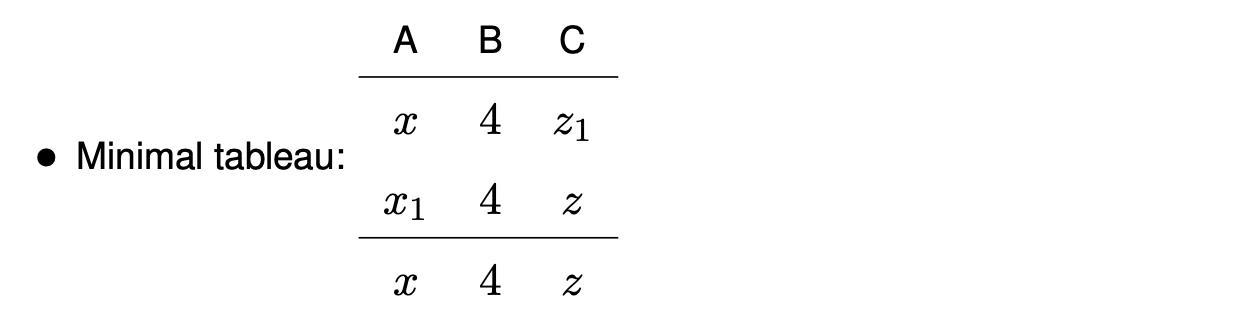 A B C
x 4 z₁
• Minimal tableau:
x₁ 4 z
x 4 z